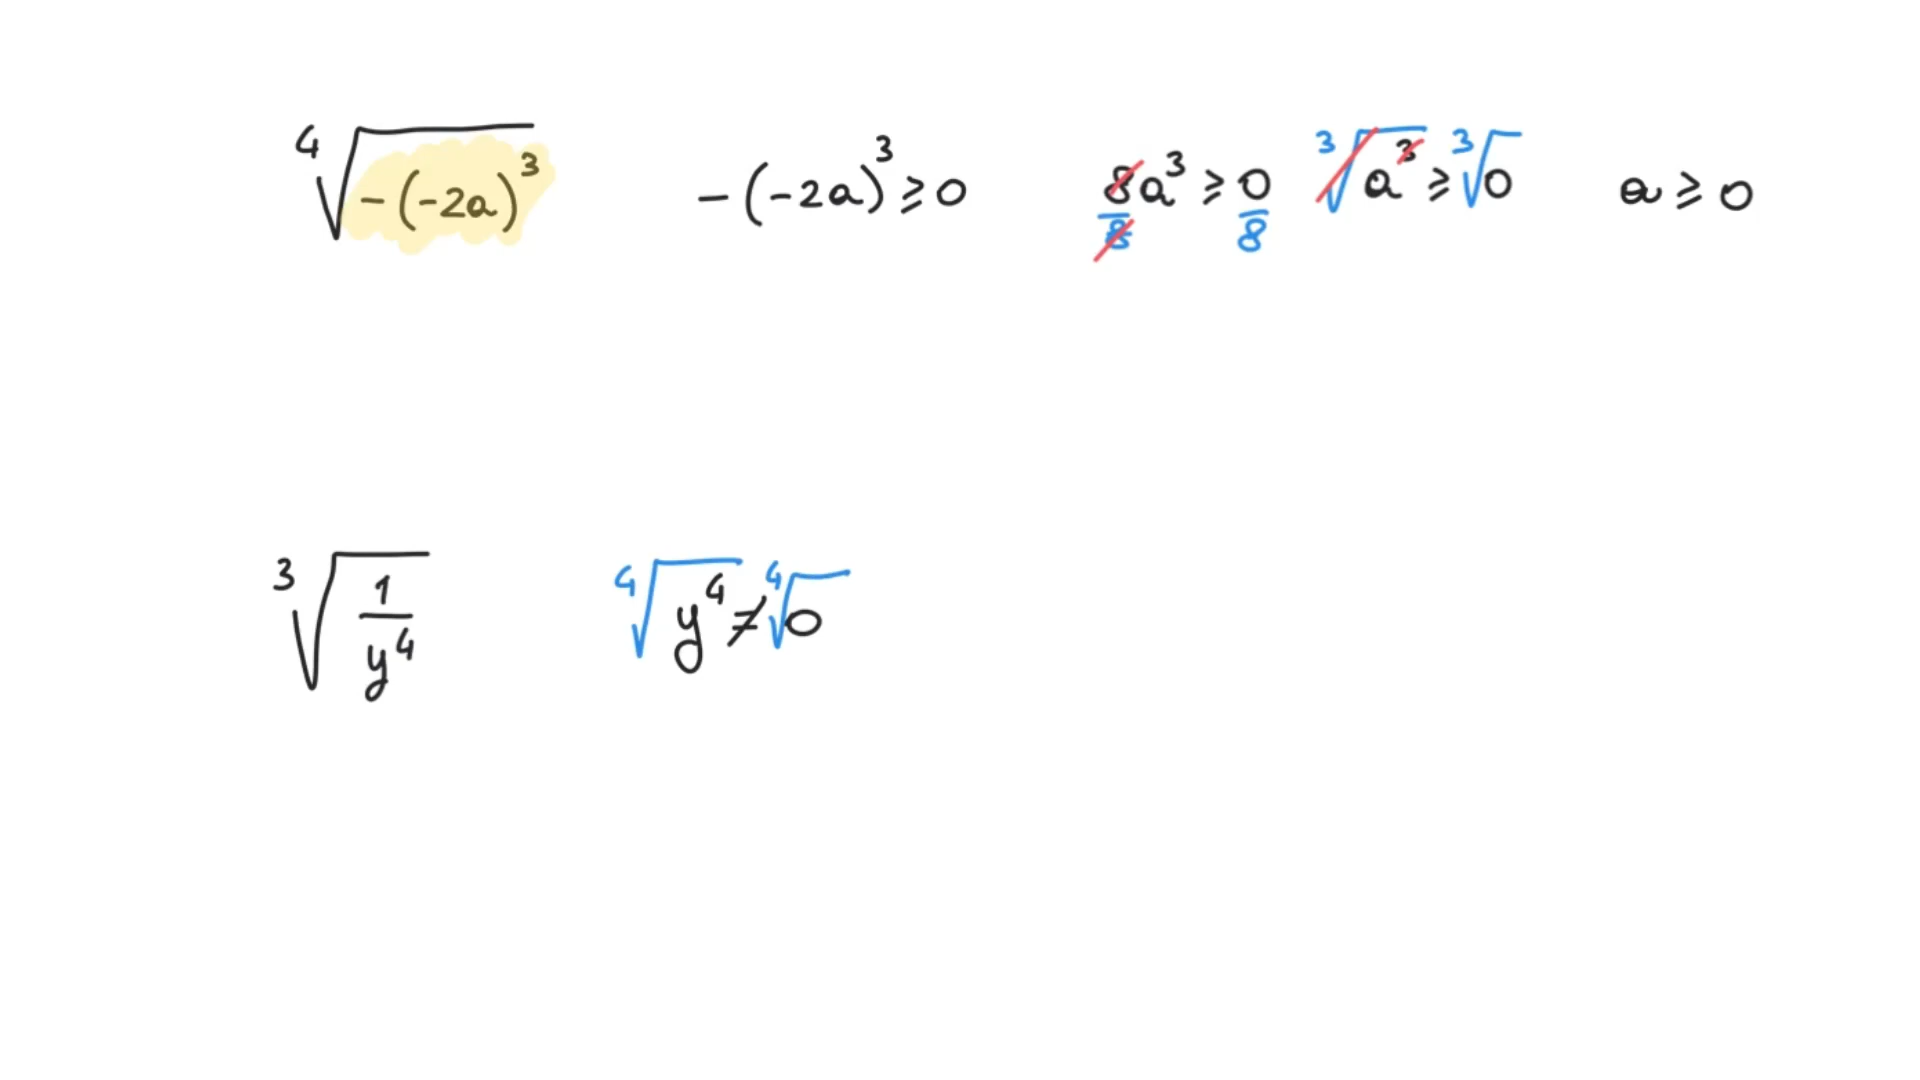 ⁴√(-(-2a)³) -(-2a)³ ⩾ 0 8a³/8 ⩾ 0/8 ³√a³ ⩾ ³√0 a ⩾ 0
³√(1/y⁴) ⁴√y⁴ ≠ ⁴√0